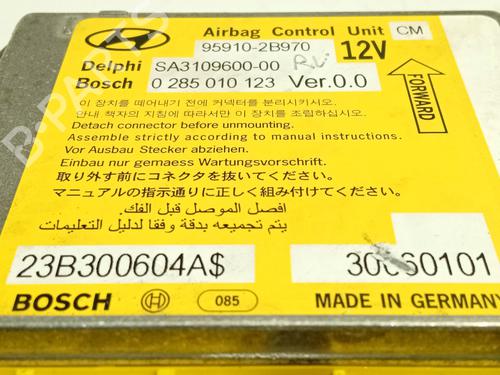 Airbag Control Unit CM
95910-2B970 12V
Delphi SA3109600-00
Bosch 0 285 010 123 Ver.0.0
FORWARD
이 장치를 떼어내기 전에 커넥터를 분리시키시오.
안내 책자의 지침에 따라서만 이 장치를 조립하십시오.
Detach connector before unmounting.
Assemble strictly according to manual instructions.
Vor Ausbau Stecker abziehen.
Einbau nur gemaess Wartungsvorschrift.
取り外す前にコネクタを抜いてください。
マニュアルの指示通りに正しく組み付けてください。
افصل الموصل قبل الفك.
يتم تجميعه بدقة وفقا لدليل التعليمات
23B300604A$
BOSCH 085 MADE IN GERMANY
B-PARTS